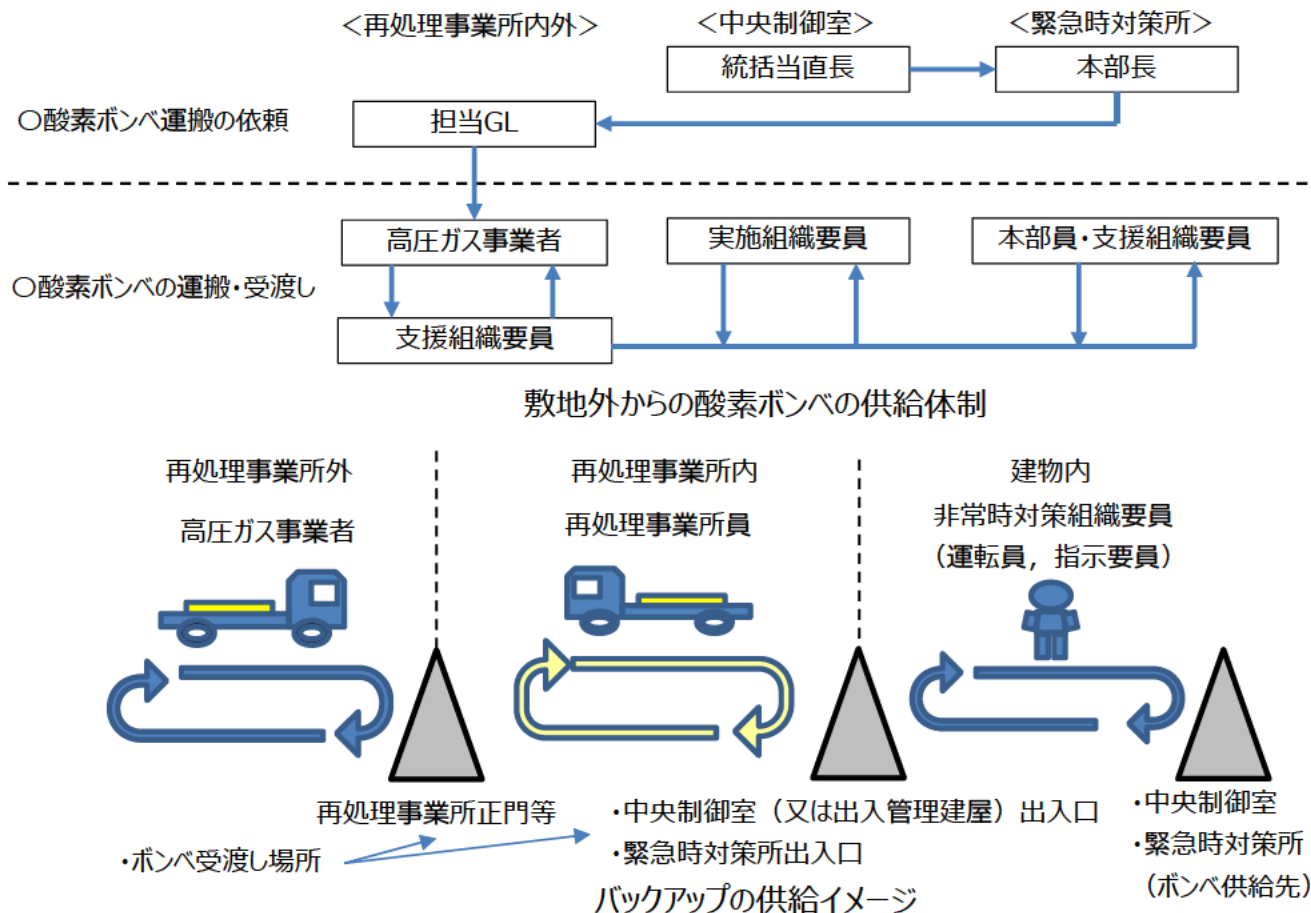 ＜再処理事業所内外＞ ＜中央制御室＞ ＜緊急時対策所＞
統括当直長 本部長
〇酸素ボンベ運搬の依頼 担当GL
高圧ガス事業者 実施組織要員 本部員・支援組織要員
〇酸素ボンベの運搬・受渡し
支援組織要員
敷地外からの酸素ボンベの供給体制
再処理事業所外 再処理事業所内 建物内
高圧ガス事業者 再処理事業所員 非常時対策組織要員
（運転員，指示要員）
再処理事業所正門等
・ボンベ受渡し場所
・中央制御室（又は出入管理建屋）出入口
・緊急時対策所出入口
・中央制御室
・緊急時対策所
（ボンベ供給先）
バックアップの供給イメージ